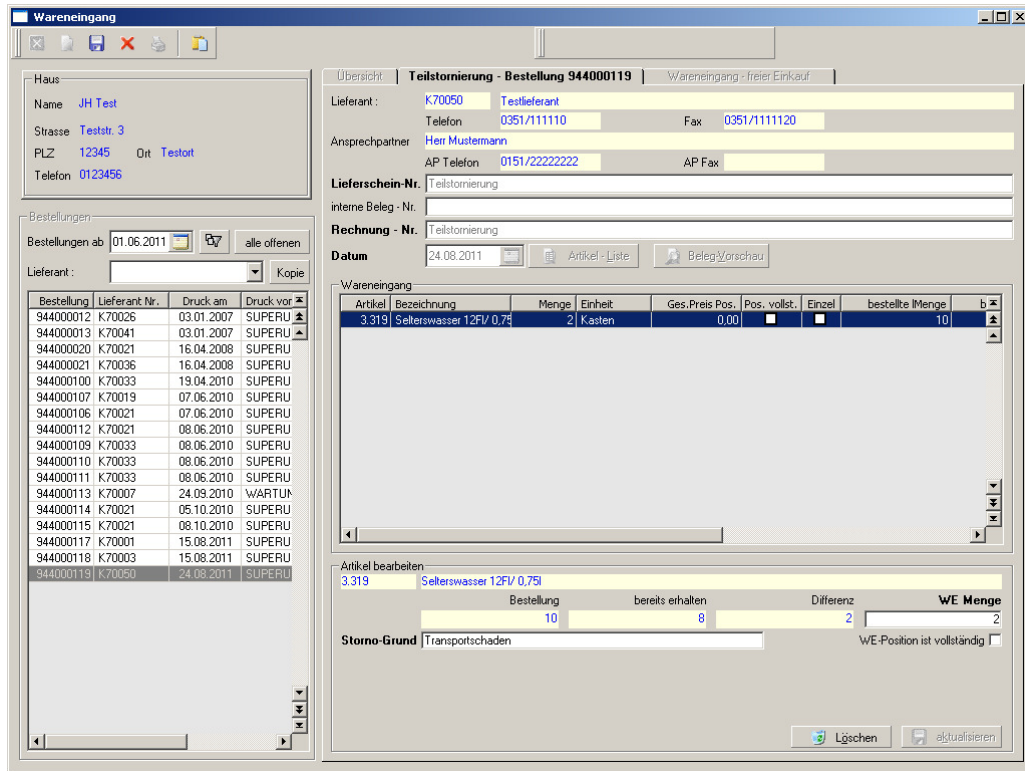 Wareneingang
Haus
Name JH Test
Strasse Teststr. 3
PLZ 12345 Ort Testort
Telefon 0123456
Bestellungen
Bestellungen ab 01.06.2011 alle offenen
Lieferant : Kopie
Bestellung Lieferant Nr. Druck am Druck vor
944000012 K70026 03.01.2007 SUPERU
944000013 K70041 03.01.2007 SUPERU
944000020 K70021 16.04.2008 SUPERU
944000021 K70036 16.04.2008 SUPERU
944000100 K70033 19.04.2010 SUPERU
944000107 K70019 07.06.2010 SUPERU
944000106 K70021 07.06.2010 SUPERU
944000112 K70021 08.06.2010 SUPERU
944000109 K70033 08.06.2010 SUPERU
944000110 K70033 08.06.2010 SUPERU
944000111 K70033 08.06.2010 SUPERU
944000113 K70007 24.09.2010 WARTUN
944000114 K70021 05.10.2010 SUPERU
944000115 K70021 08.10.2010 SUPERU
944000117 K70001 15.08.2011 SUPERU
944000118 K70003 15.08.2011 SUPERU
944000119 K70050 24.08.2011 SUPERU
Übersicht Teilstornierung - Bestellung 944000119 Wareneingang - freier Einkauf
Lieferant : K70050 Testlieferant
Telefon 0351/111110 Fax 0351/1111120
Ansprechpartner Herr Mustermann
AP Telefon 0151/22222222 AP Fax
Lieferschein-Nr. Teilstornierung
interne Beleg - Nr.
Rechnung - Nr. Teilstornierung
Datum 24.08.2011 Artikel - Liste Beleg-Vorschau
Wareneingang
Artikel Bezeichnung Menge Einheit Ges.Preis Pos. Pos. vollst. Einzel bestellte lMenge b
3.319 Selterswasser 12Fl/ 0,75 2 Kasten 0,00 10
Artikel bearbeiten
3.319 Selterswasser 12Fl/ 0,75l
Bestellung bereits erhalten Differenz WE Menge
10 8 2 2
Storno-Grund Transportschaden WE-Position ist vollständig
Löschen aktualisieren